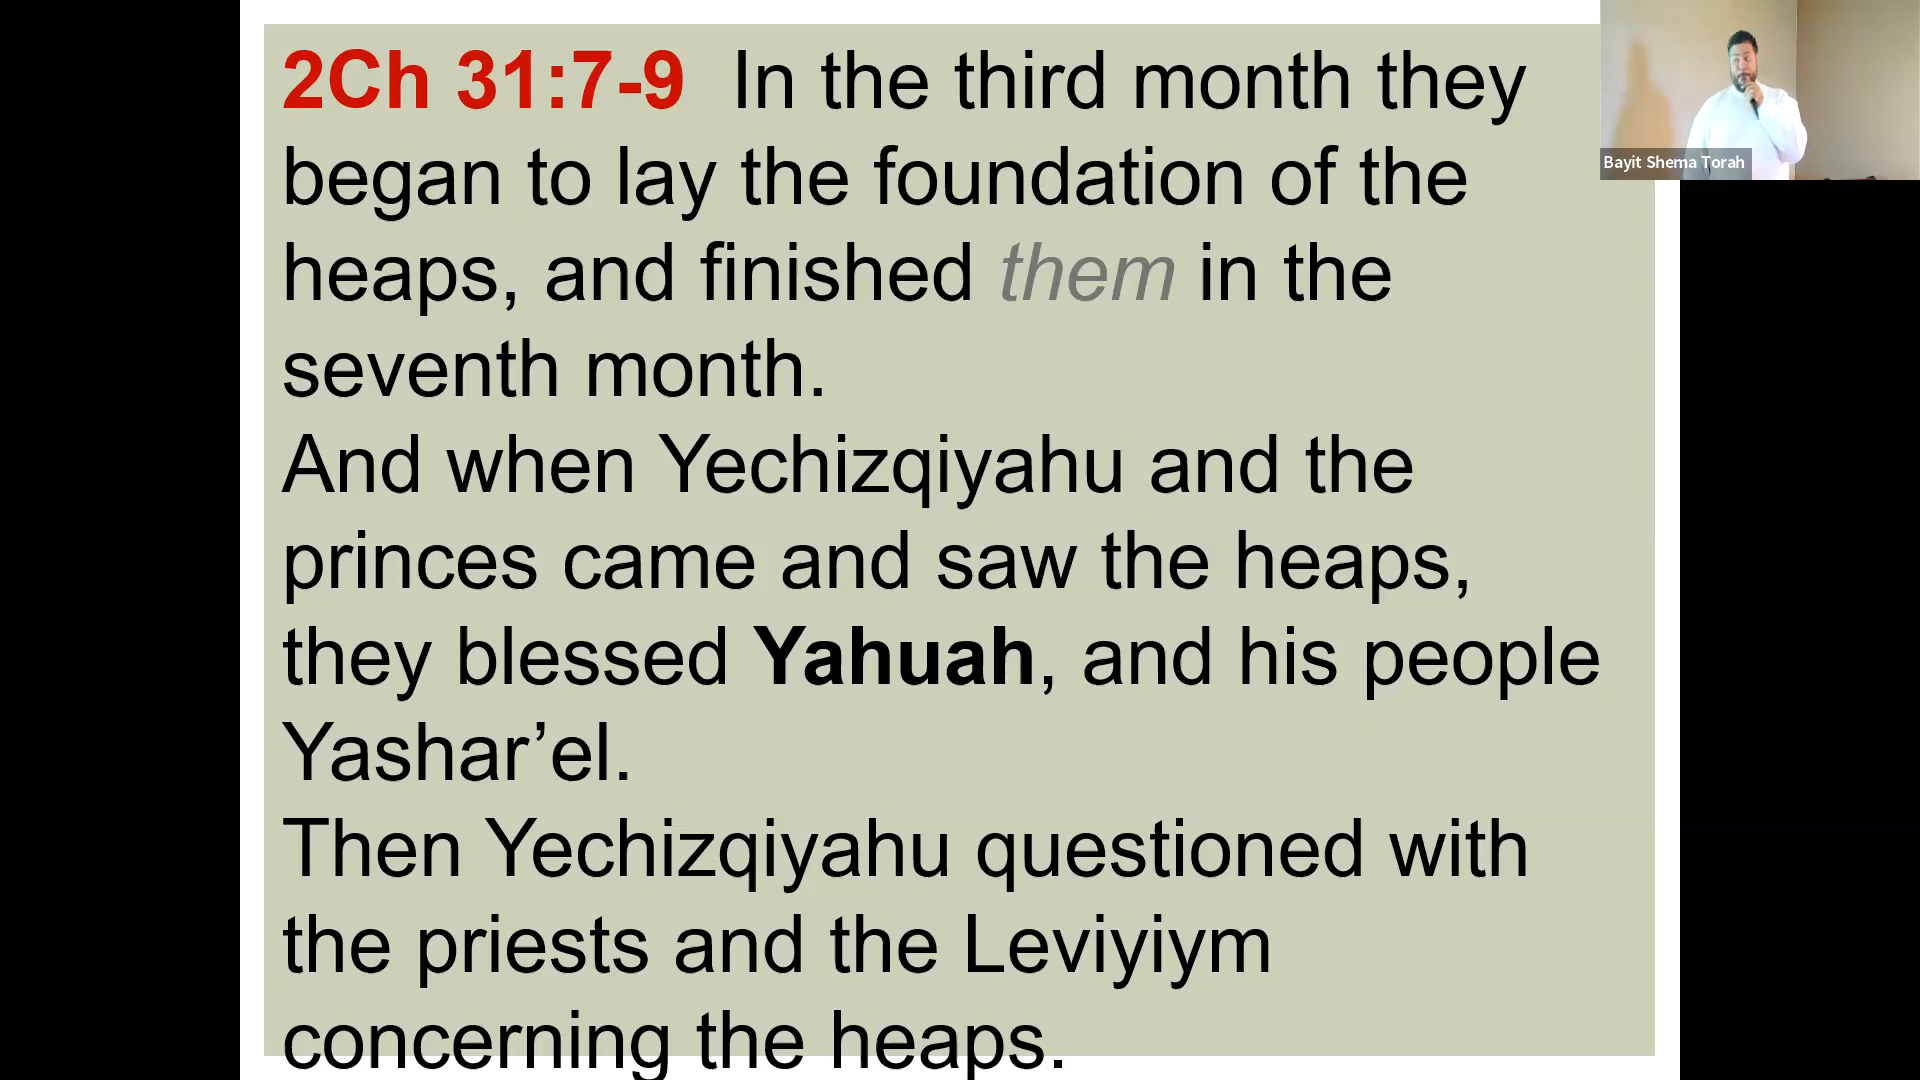 2Ch 31:7-9 In the third month they
began to lay the foundation of the
heaps, and finished them in the
seventh month.
And when Yechizqiyahu and the
princes came and saw the heaps,
they blessed Yahuah, and his people
Yashar’el.
Then Yechizqiyahu questioned with
the priests and the Leviyiym
concerning the heaps.
Bayit Shema Torah